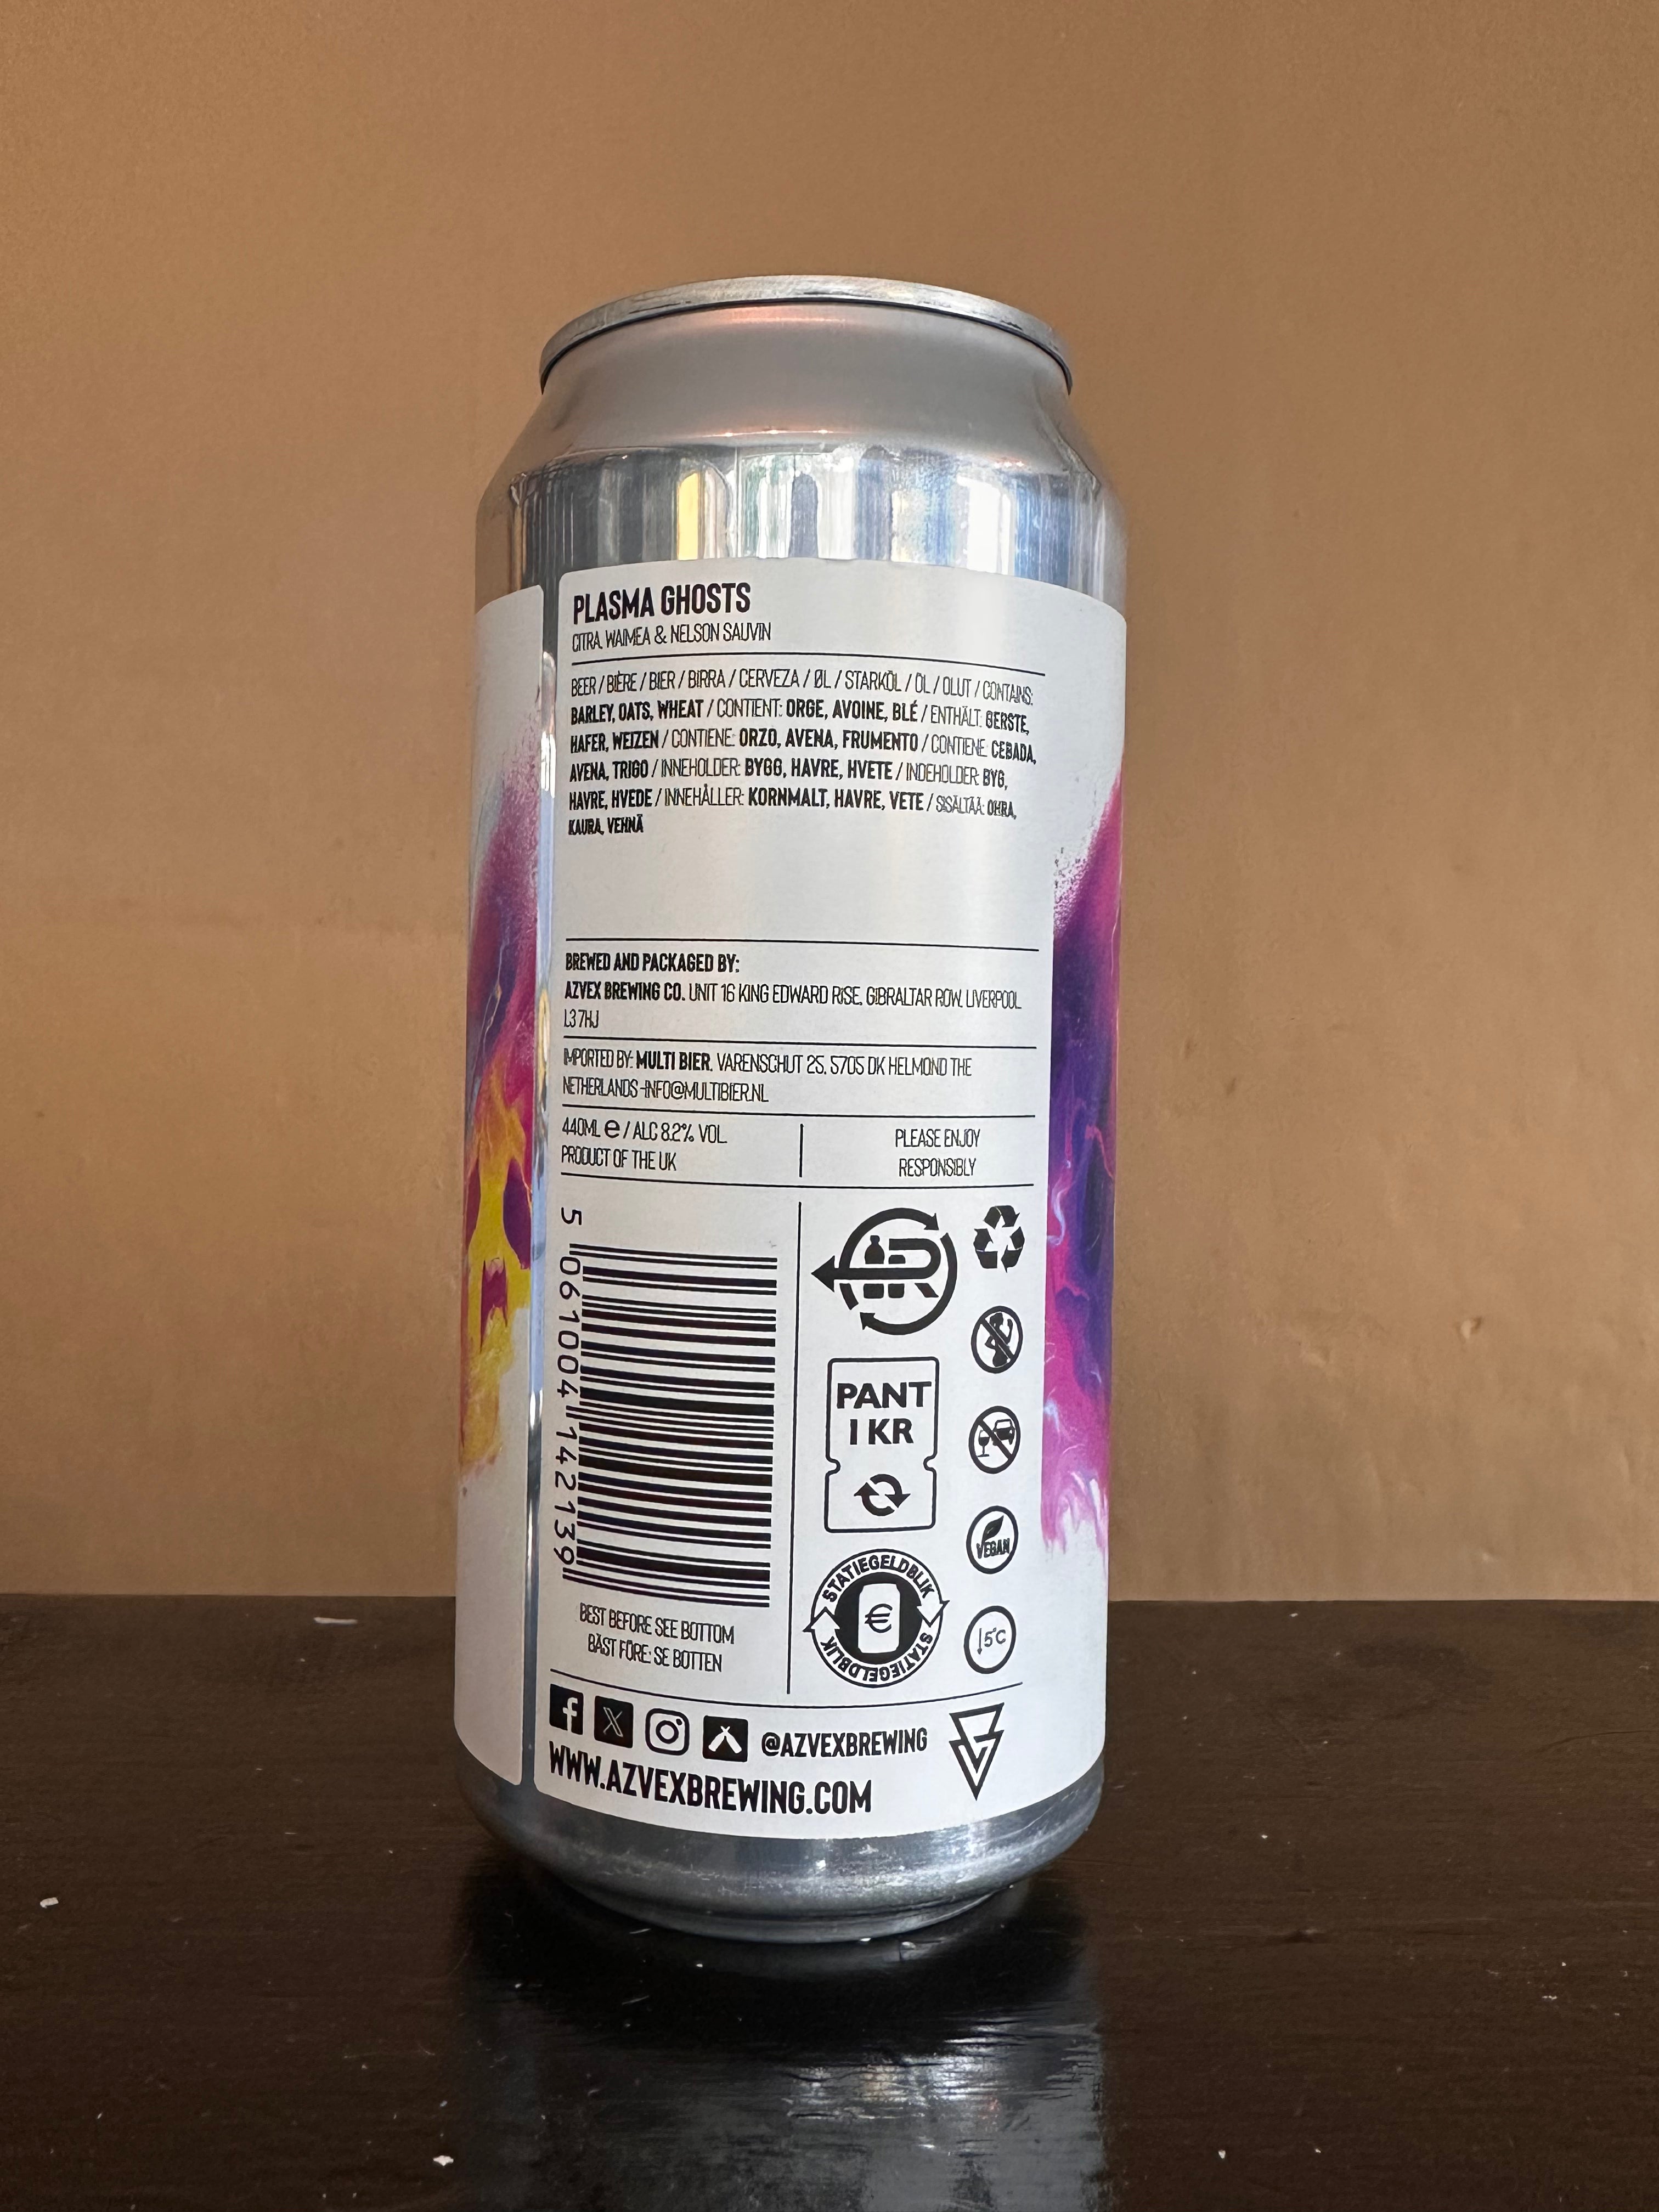 PLASMA GHOSTS
CITRA, WAIMEA & NELSON SAUVIN
BEER / BIÈRE / BIER / BIRRA / CERVEZA / ØL / STARKÖL / ÖL / OLUT / CONTAINS:
BARLEY, OATS, WHEAT / CONTIENT: ORGE, AVOINE, BLÉ / ENTHÄLT: GERSTE,
HAFER, WEIZEN / CONTIENE: ORZO, AVENA, FRUMENTO / CONTIENE: CEBADA,
AVENA, TRIGO / INNEHOLDER: BYGG, HAVRE, HVETE / INDEHOLDER: BYG,
HAVRE, HVEDE / INNEHÅLLER: KORNMALT, HAVRE, VETE / SISÄLTÄÄ: OHRA,
KAURA, VEHNÄ
BREWED AND PACKAGED BY:
AZVEX BREWING CO. UNIT 16 KING EDWARD RISE, GIBRALTAR ROW, LIVERPOOL
L3 7HJ
IMPORTED BY: MULTI BIER, VARENSCHUT 25, 5705 DK HELMOND THE
NETHERLANDS -INFO@MULTIBIER.NL
440ML e / ALC 8.2% VOL.
PRODUCT OF THE UK
PLEASE ENJOY
RESPONSIBLY
5 061004 142139
BEST BEFORE SEE BOTTOM
BÄST FÖRE: SE BOTTEN
PANT
1 KR
STATIEGELDBLIK
€
STATIEGELDBLIK
VEGAN
5°C
@AZVEXBREWING
WWW.AZVEXBREWING.COM